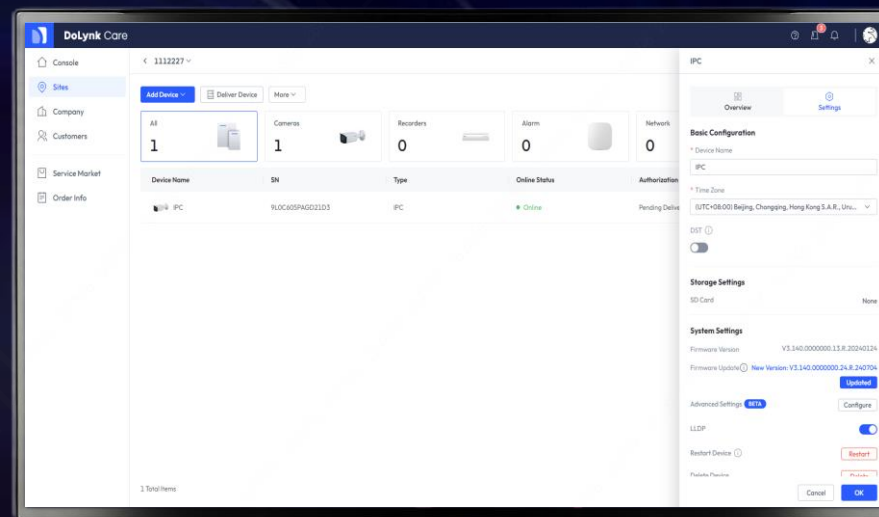 DoLynk Care
3
Console
Sites
Company
Customers
Service Market
Order Info
1112227
Add Device
Deliver Device
More
All
1
Cameras
1
Recorders
0
Alarm
0
Network
0
Device Name SN Type Online Status Authorization
IPC 9L0C605PAGD21D3 IPC Online Pending Delive
1 Total Items
IPC
Overview
Settings
Basic Configuration
* Device Name
IPC
* Time Zone
(UTC+08:00) Beijing, Chongqing, Hong Kong S.A.R., Uru...
DST
Storage Settings
SD Card None
System Settings
Firmware Version V3.140.0000000.13.R.20240124
Firmware Update New Version: V3.140.0000000.24.R.240704
Updated
Advanced Settings BETA Configure
LLDP
Restart Device Restart
Delete Device Delete
Cancel OK